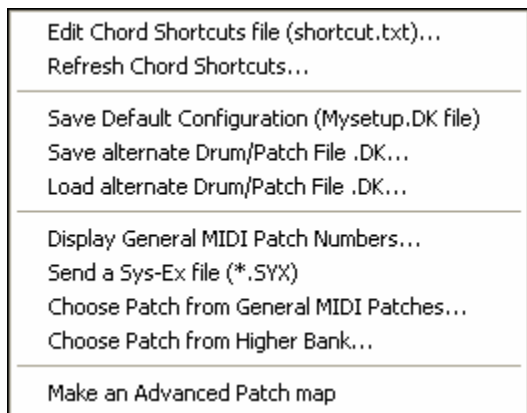 Edit Chord Shortcuts file (shortcut.txt)...
Refresh Chord Shortcuts...
Save Default Configuration (Mysetup.DK file)
Save alternate Drum/Patch File .DK...
Load alternate Drum/Patch File .DK...
Display General MIDI Patch Numbers...
Send a Sys-Ex file (*.SYX)
Choose Patch from General MIDI Patches...
Choose Patch from Higher Bank...
Make an Advanced Patch map